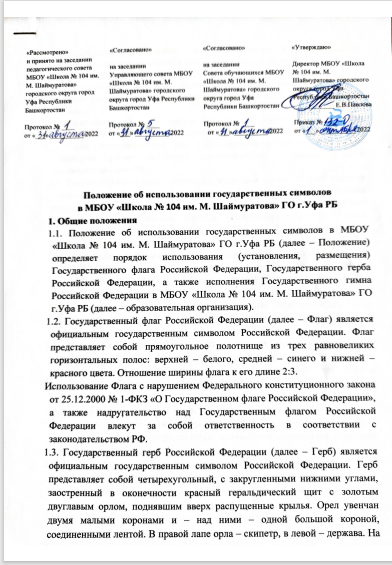 «Рассмотрено»
и принято на заседании
педагогического совета
МБОУ «Школа № 104 им.
М. Шаймуратова»
городского округа город
Уфа Республики
Башкортостан
Протокол № 1
от « 31 » августа 2022
«Согласовано»
на заседании
Управляющего совета МБОУ
«Школа № 104 им. М.
Шаймуратова» городского
округа город Уфа Республики
Башкортостан
Протокол № 5
от « 31 » августа 2022
«Согласовано»
на заседании
Совета обучающихся МБОУ
«Школа № 104 им. М.
Шаймуратова» городского
округа город Уфа
Республики Башкортостан
Протокол № 1
от « 31 » августа 2022
«Утверждаю»
Директор МБОУ «Школа
№ 104 им. М.
Шаймуратова» городского
округа город Уфа
Республики Башкортостан
Е.В.Павлова
Приказ №
от « 1 » 2022
Положение об использовании государственных символов
в МБОУ «Школа № 104 им. М. Шаймуратова» ГО г.Уфа РБ
1. Общие положения
1.1. Положение об использовании государственных символов в МБОУ
«Школа № 104 им. М. Шаймуратова» ГО г.Уфа РБ (далее – Положение)
определяет порядок использования (установления, размещения)
Государственного флага Российской Федерации, Государственного герба
Российской Федерации, а также исполнения Государственного гимна
Российской Федерации в МБОУ «Школа № 104 им. М. Шаймуратова» ГО
г.Уфа РБ (далее – образовательная организация).
1.2. Государственный флаг Российской Федерации (далее – Флаг) является
официальным государственным символом Российской Федерации. Флаг
представляет собой прямоугольное полотнище из трех равновеликих
горизонтальных полос: верхней – белого, средней – синего и нижней –
красного цвета. Отношение ширины флага к его длине 2:3.
Использование Флага с нарушением Федерального конституционного закона
от 25.12.2000 № 1-ФКЗ «О Государственном флаге Российской Федерации»,
а также надругательство над Государственным флагом Российской
Федерации влекут за собой ответственность в соответствии с
законодательством РФ.
1.3. Государственный герб Российской Федерации (далее – Герб) является
официальным государственным символом Российской Федерации. Герб
представляет собой четырехугольный, с закругленными нижними углами,
заостренный в оконечности красный геральдический щит с золотым
двуглавым орлом, поднявшим вверх распущенные крылья. Орел увенчан
двумя малыми коронами и – над ними – одной большой короной,
соединенными лентой. В правой лапе орла – скипетр, в левой – держава. На